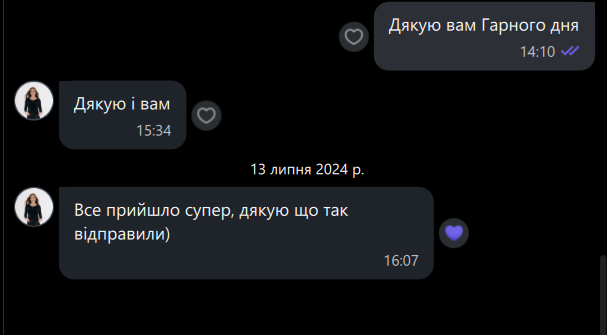 Дякую вам Гарного дня
14:10
Дякую і вам
15:34
13 липня 2024 р.
Все прийшло супер, дякую що так
відправили)
16:07